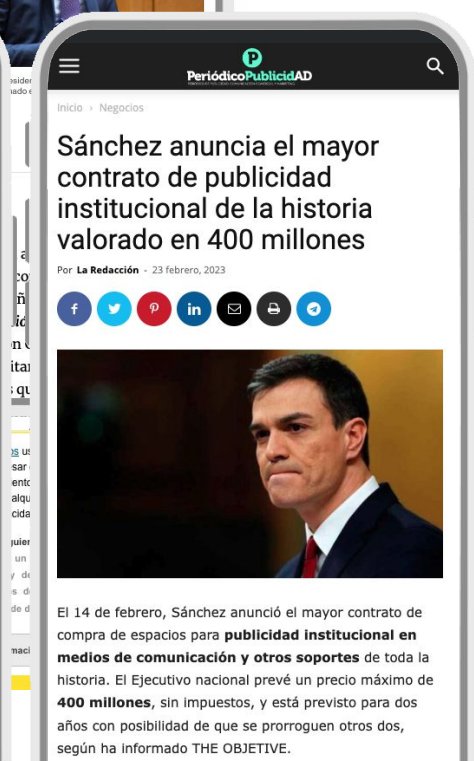 PeriódicoPublicidAD
Inicio › Negocios
Sánchez anuncia el mayor
contrato de publicidad
institucional de la historia
valorado en 400 millones
Por La Redacción - 23 febrero, 2023
El 14 de febrero, Sánchez anunció el mayor contrato de
compra de espacios para publicidad institucional en
medios de comunicación y otros soportes de toda la
historia. El Ejecutivo nacional prevé un precio máximo de
400 millones, sin impuestos, y está previsto para dos
años con posibilidad de que se prorroguen otros dos,
según ha informado THE OBJETIVE.